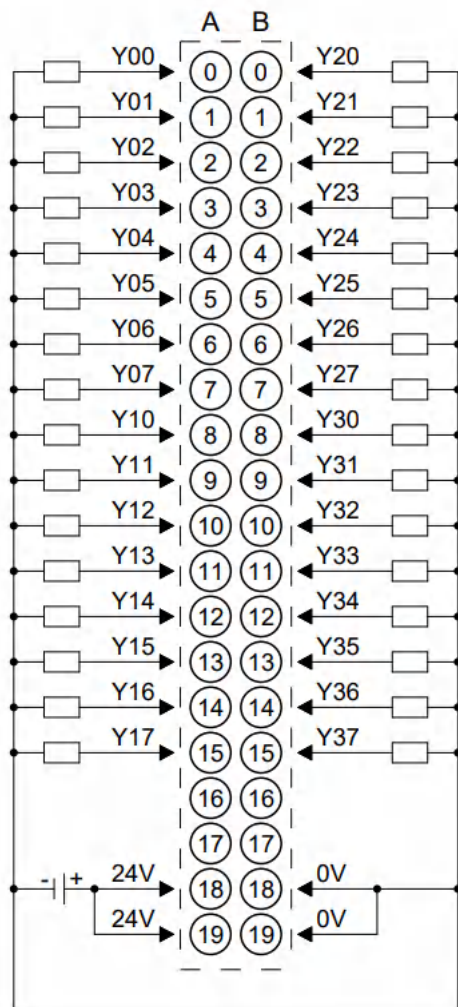 A B
Y00 0 0 Y20
Y01 1 1 Y21
Y02 2 2 Y22
Y03 3 3 Y23
Y04 4 4 Y24
Y05 5 5 Y25
Y06 6 6 Y26
Y07 7 7 Y27
Y10 8 8 Y30
Y11 9 9 Y31
Y12 10 10 Y32
Y13 11 11 Y33
Y14 12 12 Y34
Y15 13 13 Y35
Y16 14 14 Y36
Y17 15 15 Y37
16 16
17 17
- + 24V 18 18 0V
24V 19 19 0V